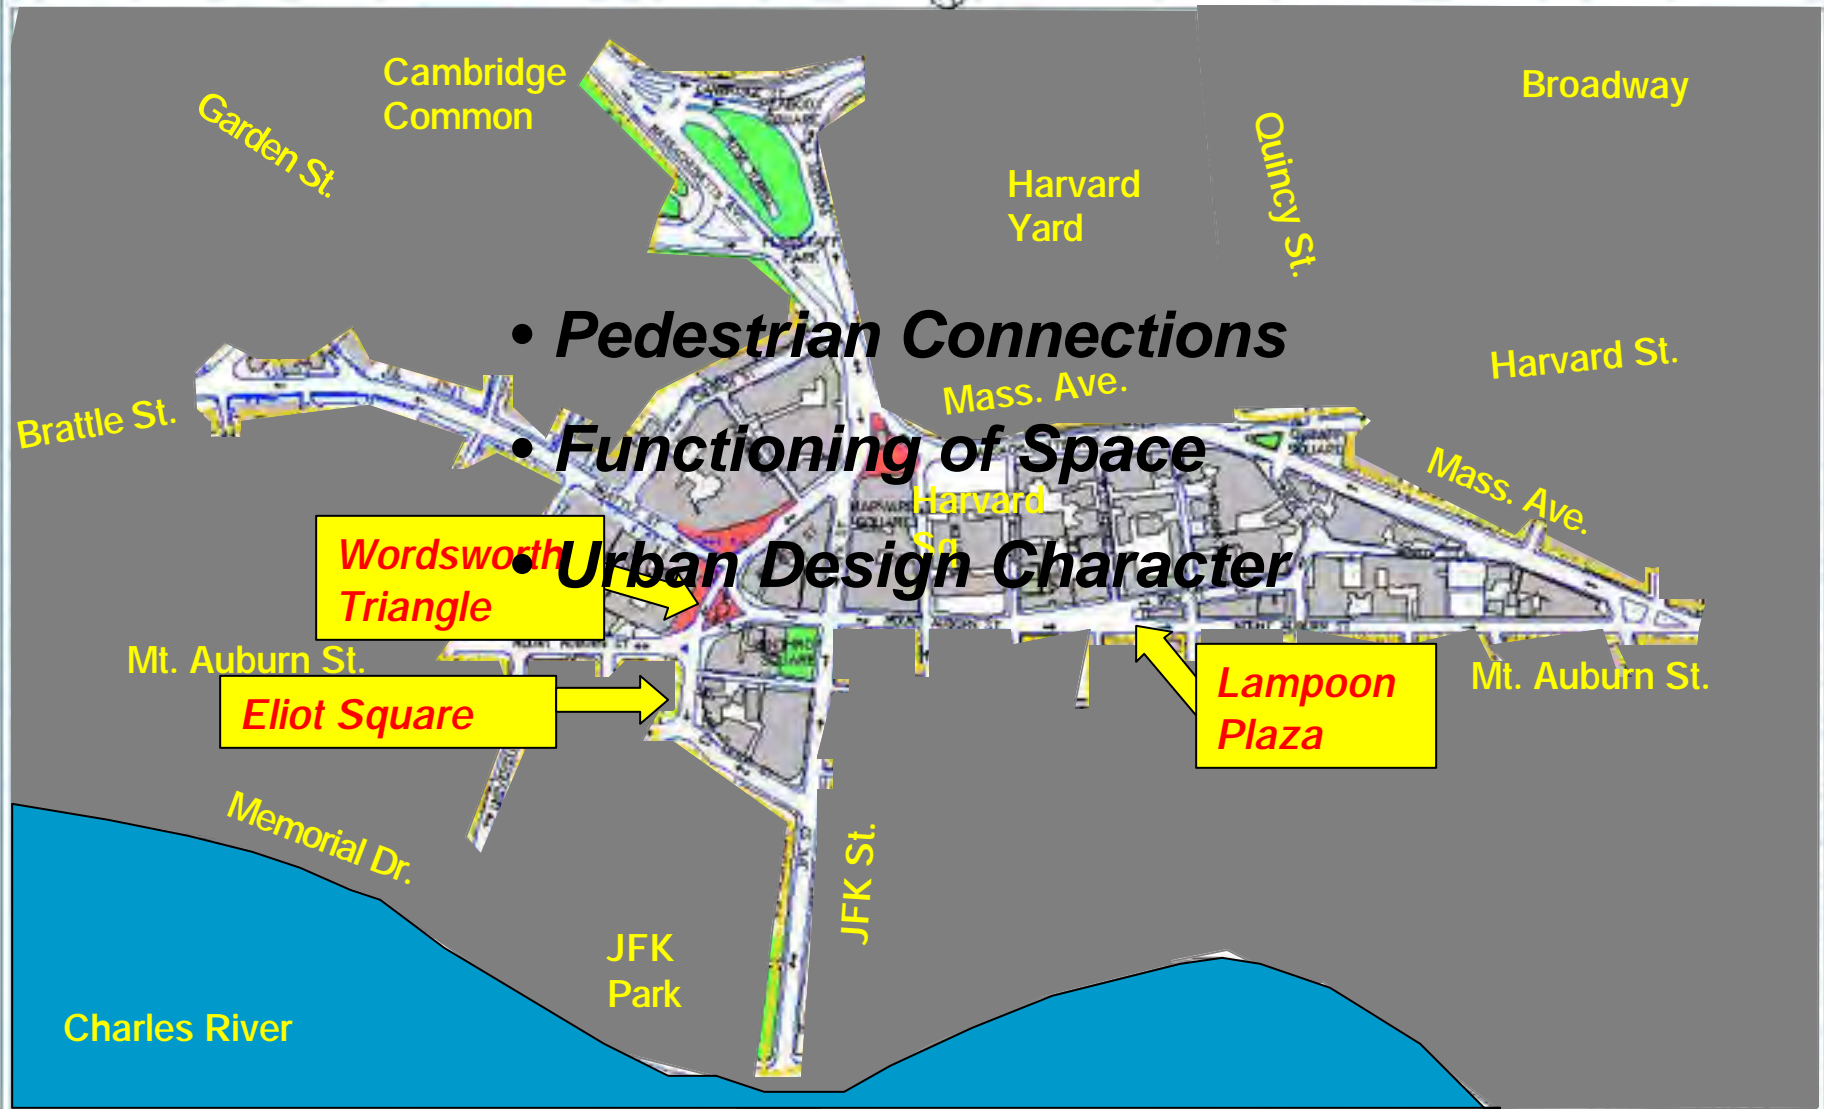 Cambridge
Common
Broadway
Garden St.
Quincy St.
Harvard
Yard
• Pedestrian Connections
Harvard St.
Mass. Ave.
Brattle St.
• Functioning of Space
Mass. Ave.
Harvard
Sq.
Wordsworth
Triangle
• Urban Design Character
Mt. Auburn St.
Eliot Square
Lampoon
Plaza
Mt. Auburn St.
Memorial Dr.
JFK St.
JFK
Park
Charles River